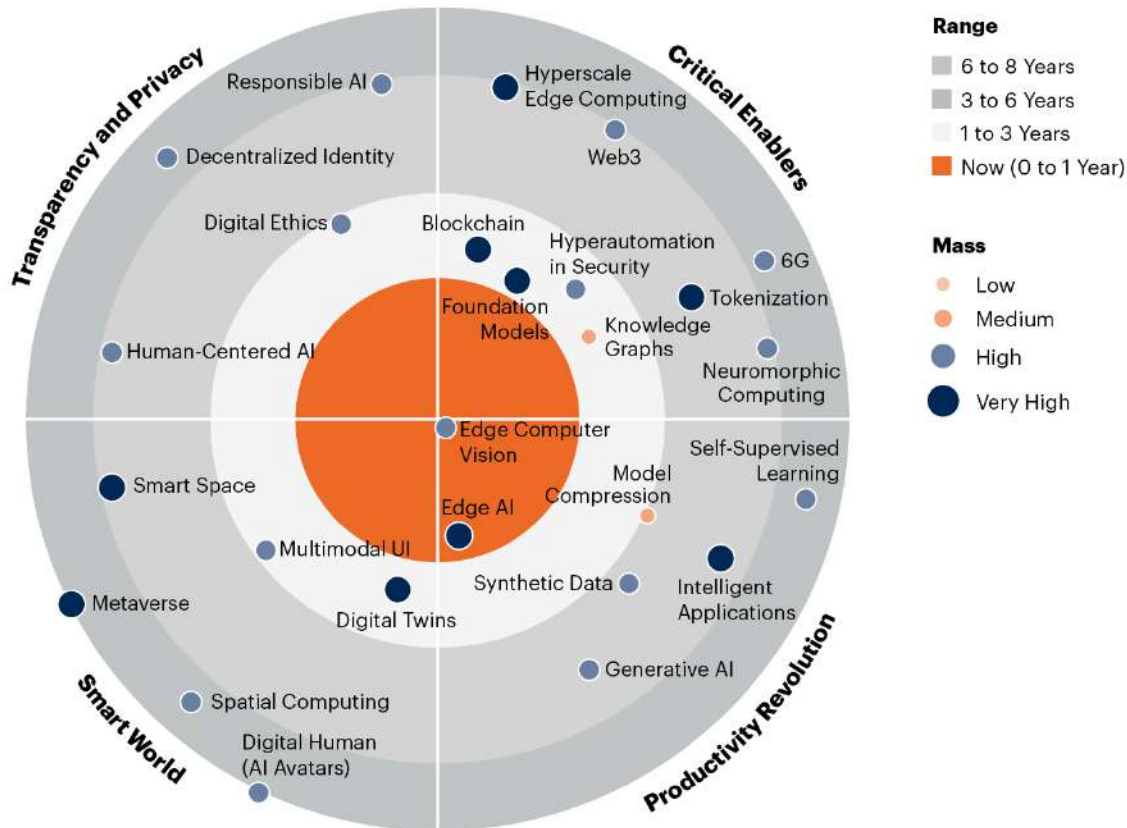 Transparency and Privacy
Critical Enablers
Responsible AI
Hyperscale
Edge Computing
Decentralized Identity
Web3
Digital Ethics
Blockchain
Hyperautomation
in Security
6G
Foundation
Models
Tokenization
Knowledge
Graphs
Human-Centered AI
Neuromorphic
Computing
Edge Computer
Vision
Self-Supervised
Learning
Model
Compression
Smart Space
Edge AI
Multimodal UI
Synthetic Data
Intelligent
Applications
Metaverse
Digital Twins
Generative AI
Spatial Computing
Digital Human
(AI Avatars)
Smart World
Productivity Revolution
Range
6 to 8 Years
3 to 6 Years
1 to 3 Years
Now (0 to 1 Year)
Mass
Low
Medium
High
Very High